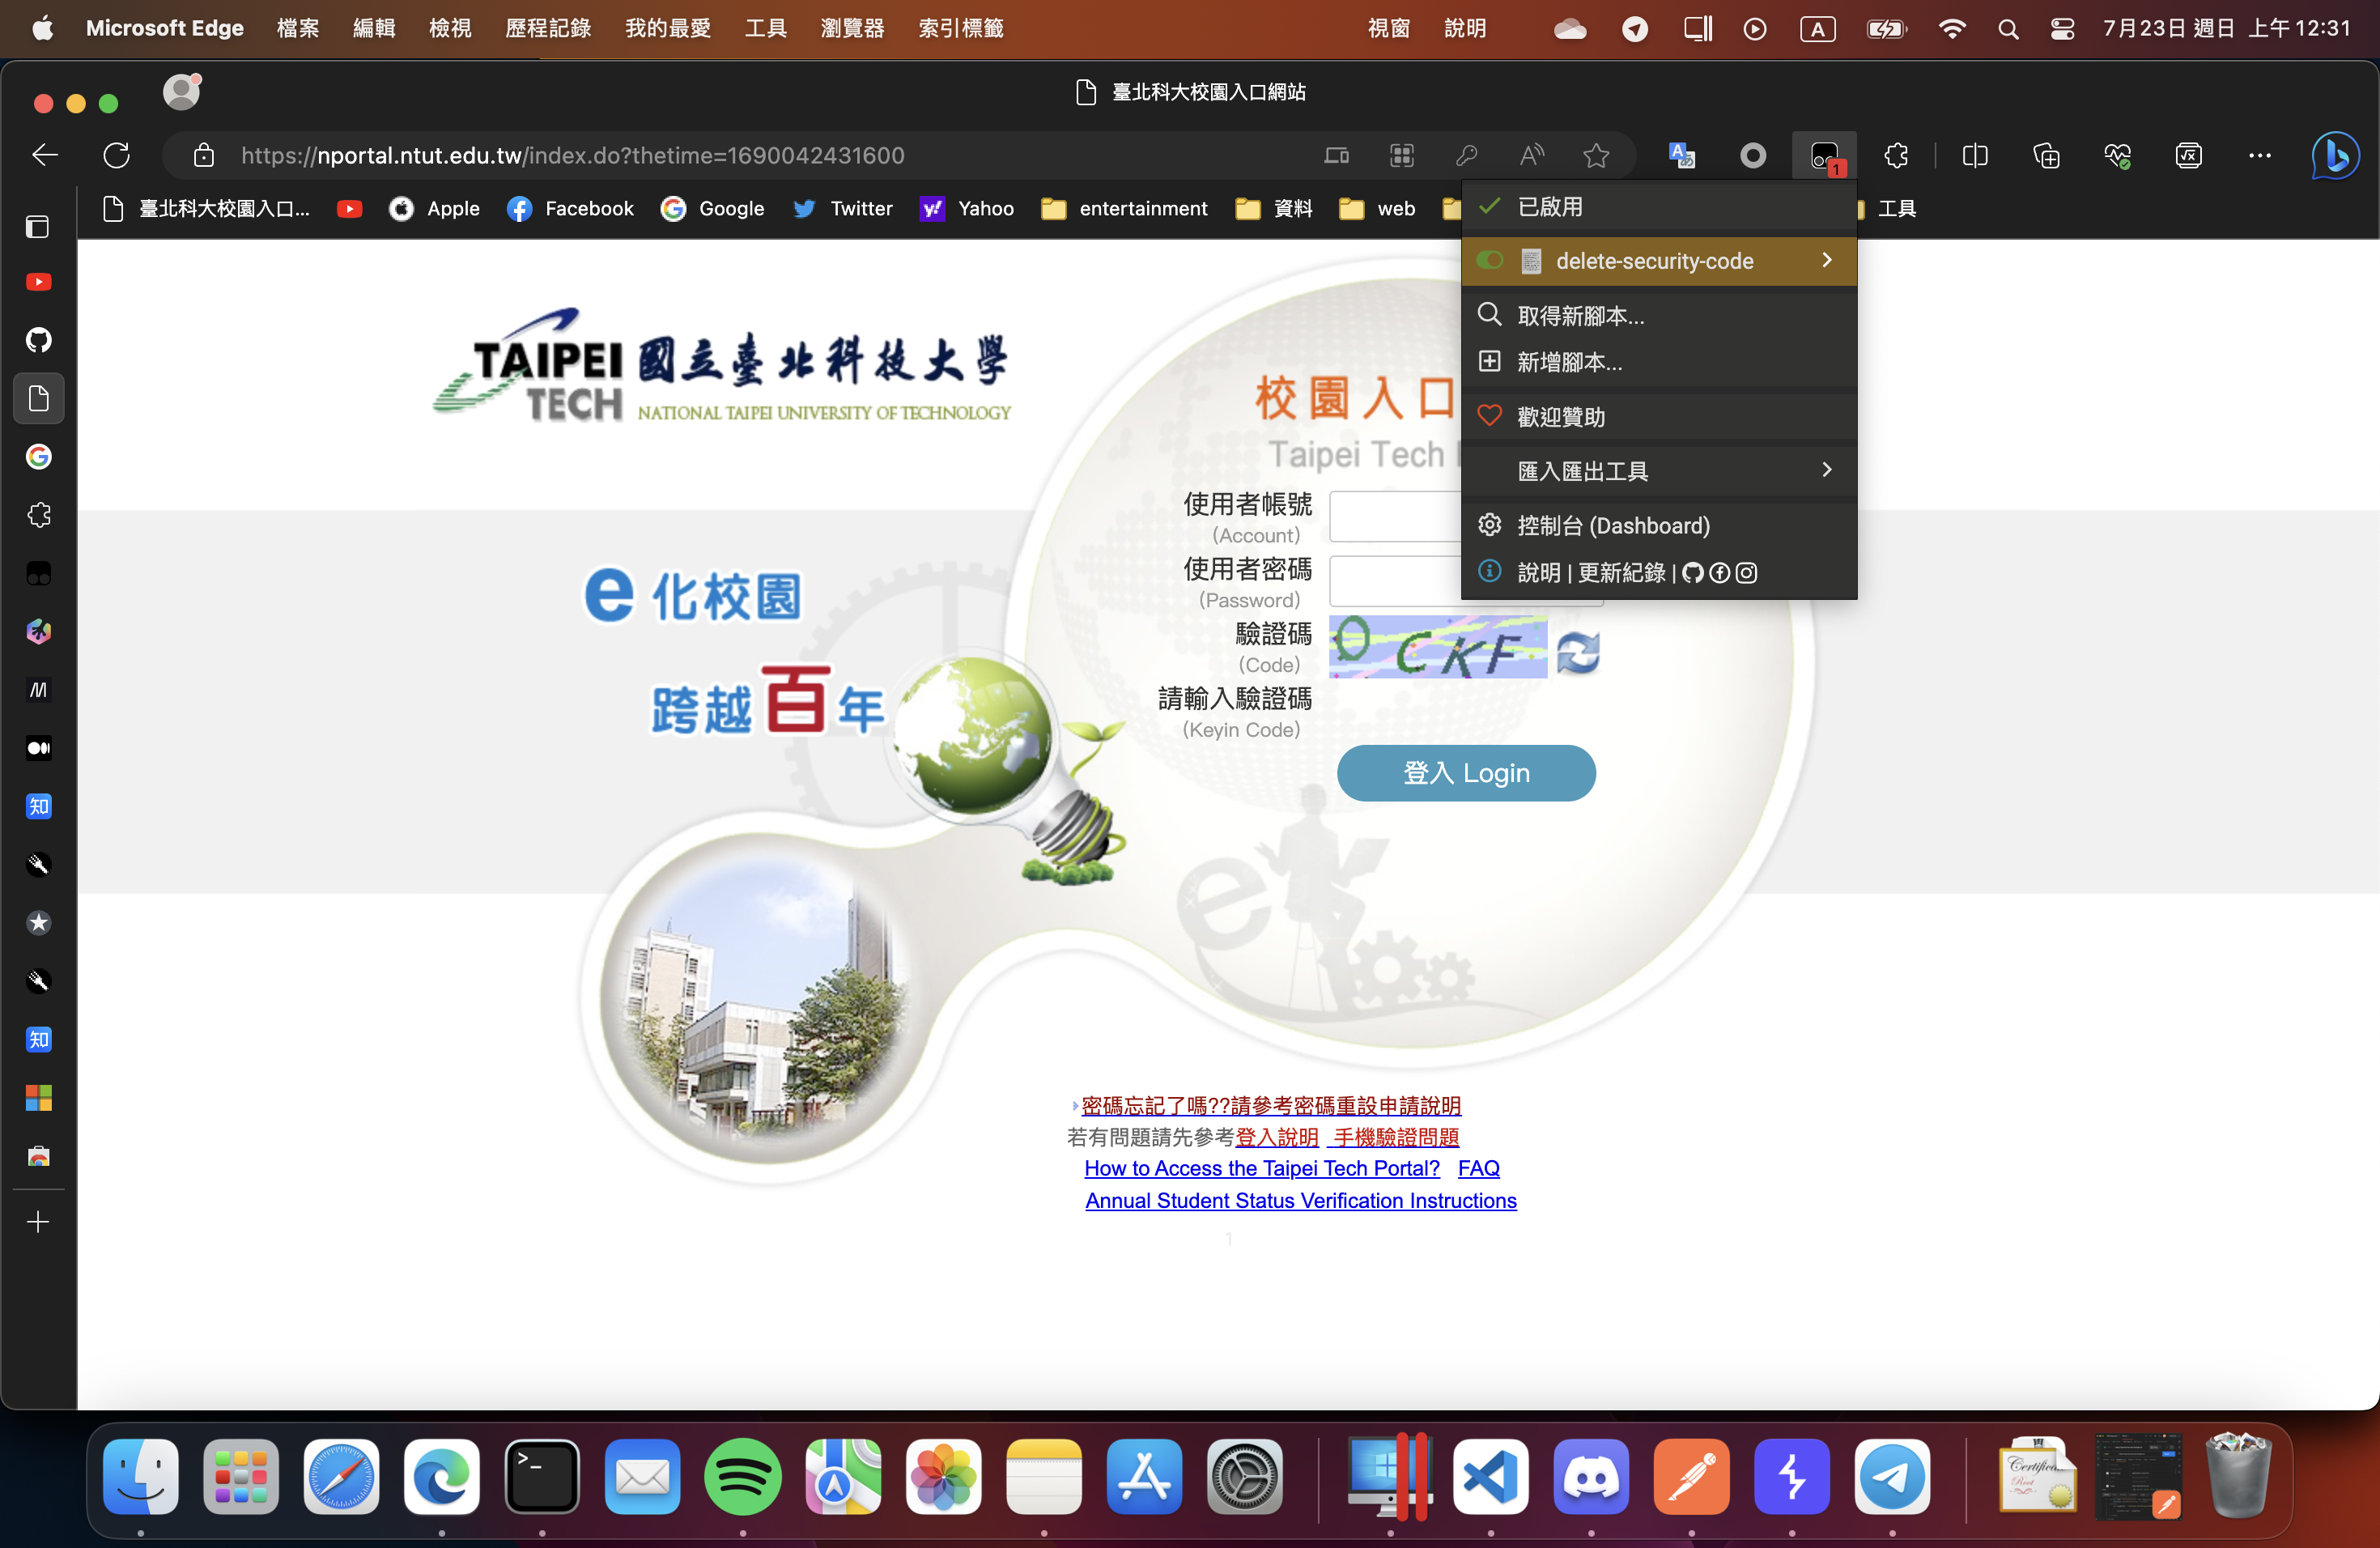 Microsoft Edge 檔案 編輯 檢視 歷程記錄 我的最愛 工具 瀏覽器 索引標籤 視窗 說明 A 7月23日 週日 上午 12:31
臺北科大校園入口網站
https://nportal.ntut.edu.tw/index.do?thetime=1690042431600
1
臺北科大校園入口... Apple Facebook Google Twitter Yahoo entertainment 資料 web 工具
已啟用
delete-security-code
取得新腳本...
新增腳本...
歡迎贊助
匯入匯出工具
控制台 (Dashboard)
說明 | 更新紀錄 |
TAIPEI TECH
國立臺北科技大學
NATIONAL TAIPEI UNIVERSITY OF TECHNOLOGY
校園入口
Taipei Tech
使用者帳號
(Account)
使用者密碼
(Password)
驗證碼
(Code)
QCKF
請輸入驗證碼
(Keyin Code)
登入 Login
e化校園
跨越百年
密碼忘記了嗎??請參考密碼重設申請說明
若有問題請先參考登入說明 手機驗證問題
How to Access the Taipei Tech Portal? FAQ
Annual Student Status Verification Instructions
1
知
知